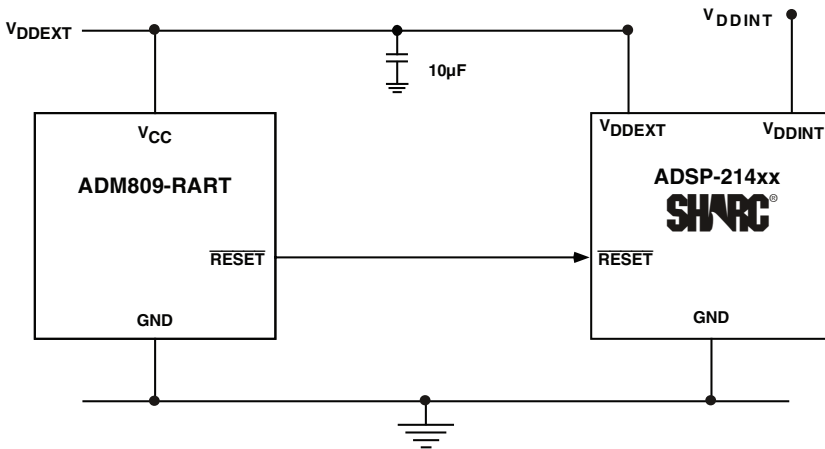 VDDEXT
VDDINT
10µF
VCC
ADM809-RART
RESET
GND
VDDEXT
VDDINT
ADSP-214xx
SHARC®
RESET
GND